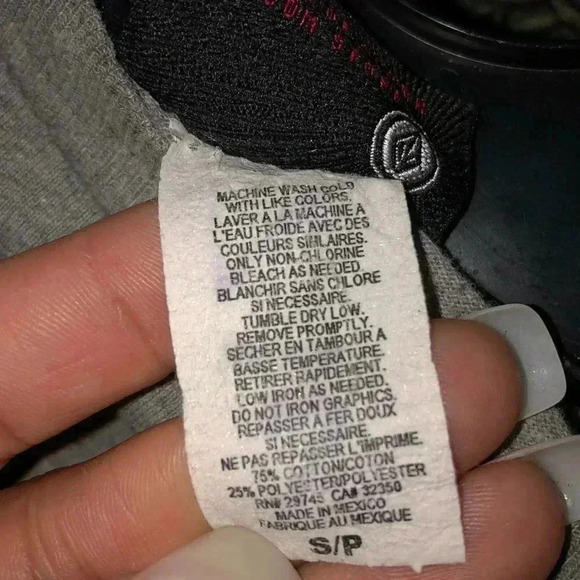 MACHINE WASH COLD
WITH LIKE COLORS.
LAVER A LA MACHINE A
L'EAU FROIDE AVEC DES
COULEURS SIMILAIRES.
ONLY NON-CHLORINE
BLEACH AS NEEDED.
BLANCHIR SANS CHLORE
SI NECESSAIRE.
TUMBLE DRY LOW.
REMOVE PROMPTLY.
SECHER EN TAMBOUR A
BASSE TEMPERATURE.
RETIRER RAPIDEMENT.
LOW IRON AS NEEDED.
DO NOT IRON GRAPHICS.
REPASSER A FER DOUX
SI NECESSAIRE.
NE PAS REPASSER L'IMPRIME.
75% COTTON/COTON
25% POLYESTER/POLYESTER
RN# 29745 CA# 32350
MADE IN MEXICO
FABRIQUE AU MEXIQUE
S/P